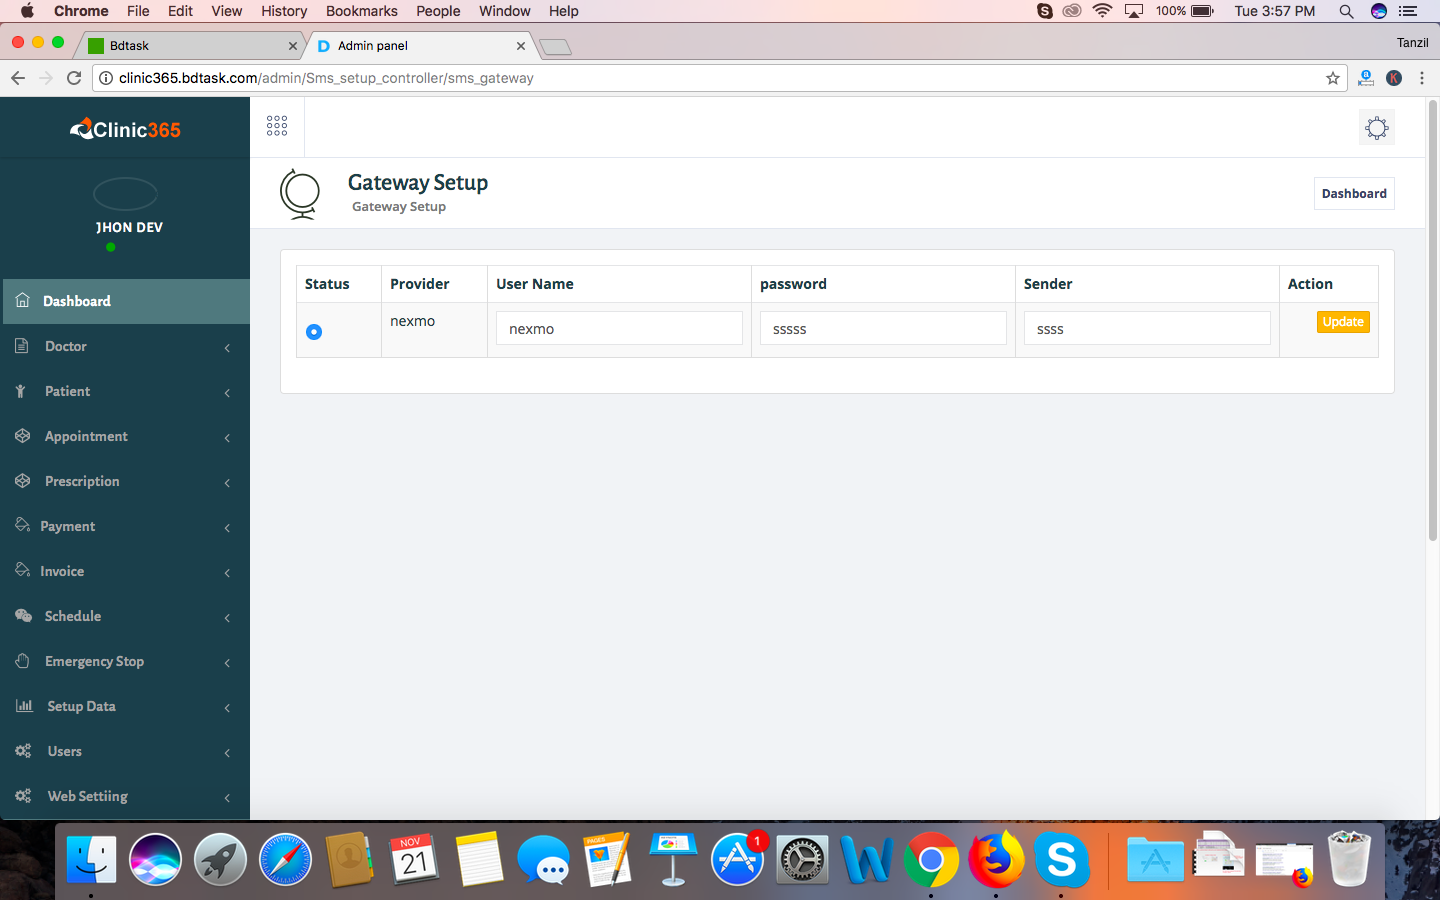 Chrome File Edit View History Bookmarks People Window Help 100% Tue 3:57 PM
Bdtask Admin panel Tanzil
clinic365.bdtask.com/admin/Sms_setup_controller/sms_gateway
Clinic365
JHON DEV
Dashboard
Doctor
Patient
Appointment
Prescription
Payment
Invoice
Schedule
Emergency Stop
Setup Data
Users
Web Settiing
Gateway Setup
Gateway Setup
Dashboard
Status Provider User Name password Sender Action
nexmo nexmo sssss ssss Update
NOV
21
PAGES
1